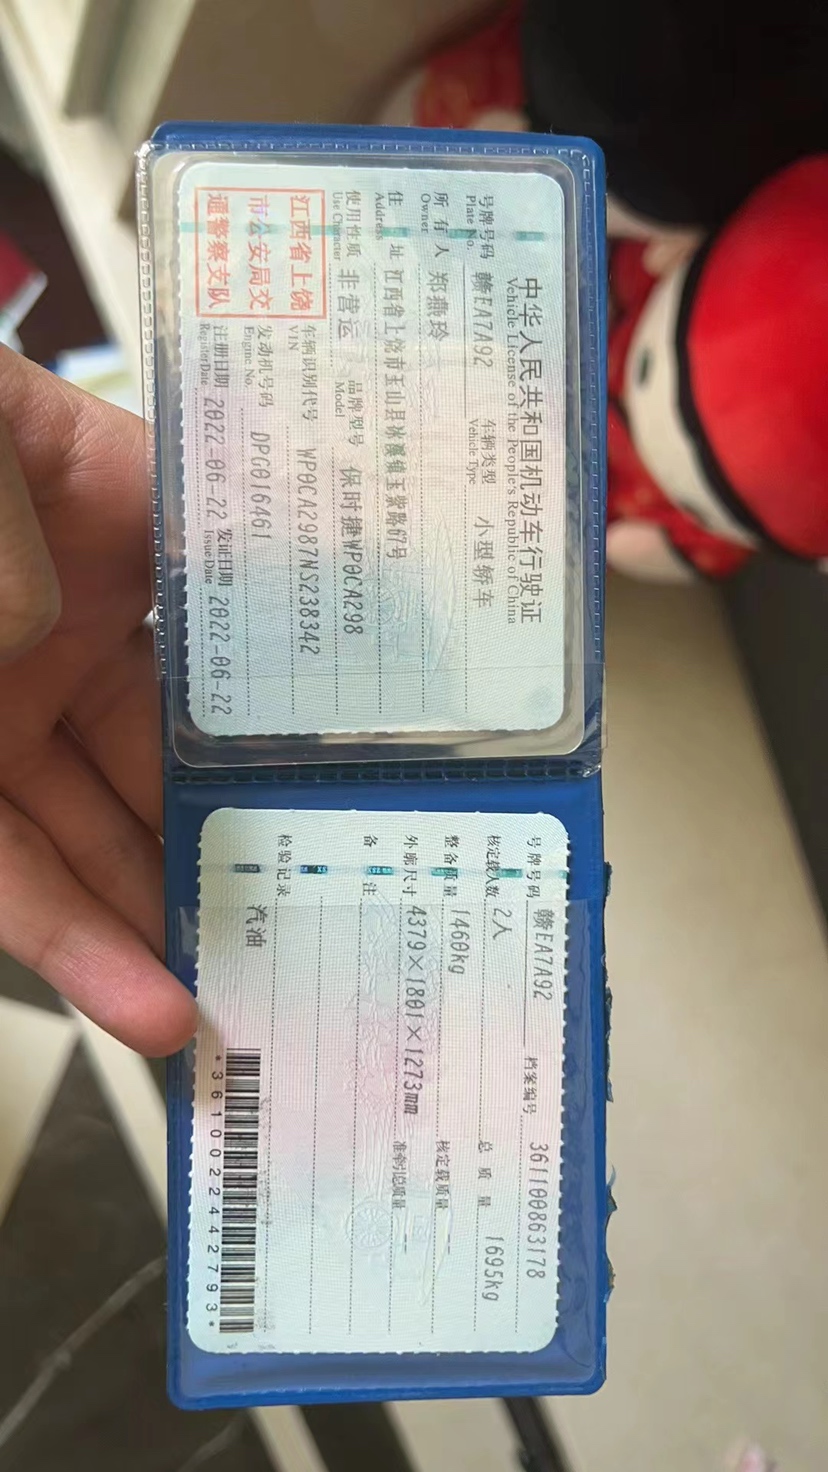 中华人民共和国机动车行驶证
Vehicle License of the People's Republic of China
号牌号码 赣EA7A92 车辆类型 小型轿车
Plate No. Vehicle Type
所有人 郑燕玲
Owner
住址 江西省上饶市玉山县冰溪镇玉紫路67号
Address
使用性质 非营运 品牌型号 保时捷WP0CA298
Use Character Model
江西省上饶
市公安局交
通警察支队
车辆识别代号 WP0CA2987NS238342
VIN
发动机号码 DPG016461
Engine No.
注册日期 2022-06-22 发证日期 2022-06-22
Register Date Issue Date
号牌号码 赣EA7A92 档案编号 361100863178
核定载人数 2人 总质量 1695kg
整备质量 1460kg 核定载质量 --
外廓尺寸 4379×1801×1273mm 准牵引总质量 --
备注
检验记录
汽油
*3610022442793*